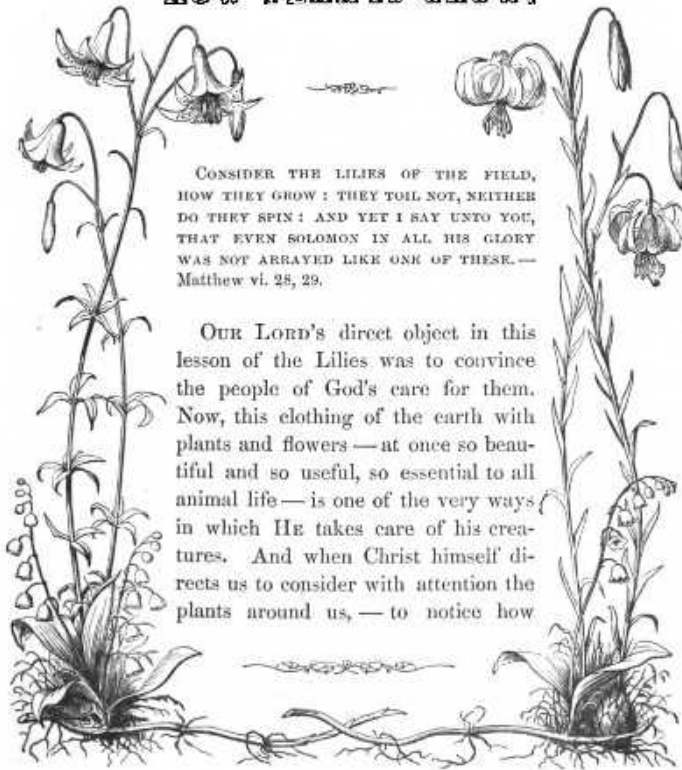 CONSIDER THE LILIES OF THE FIELD,
HOW THEY GROW : THEY TOIL NOT, NEITHER
DO THEY SPIN : AND YET I SAY UNTO YOU,
THAT EVEN SOLOMON IN ALL HIS GLORY
WAS NOT ARRAYED LIKE ONE OF THESE.—
Matthew vi. 28, 29.
OUR LORD'S direct object in this
lesson of the Lilies was to convince
the people of God's care for them.
Now, this clothing of the earth with
plants and flowers — at once so beau-
tiful and so useful, so essential to all
animal life — is one of the very ways
in which HE takes care of his crea-
tures. And when Christ himself di-
rects us to consider with attention the
plants around us, — to notice how